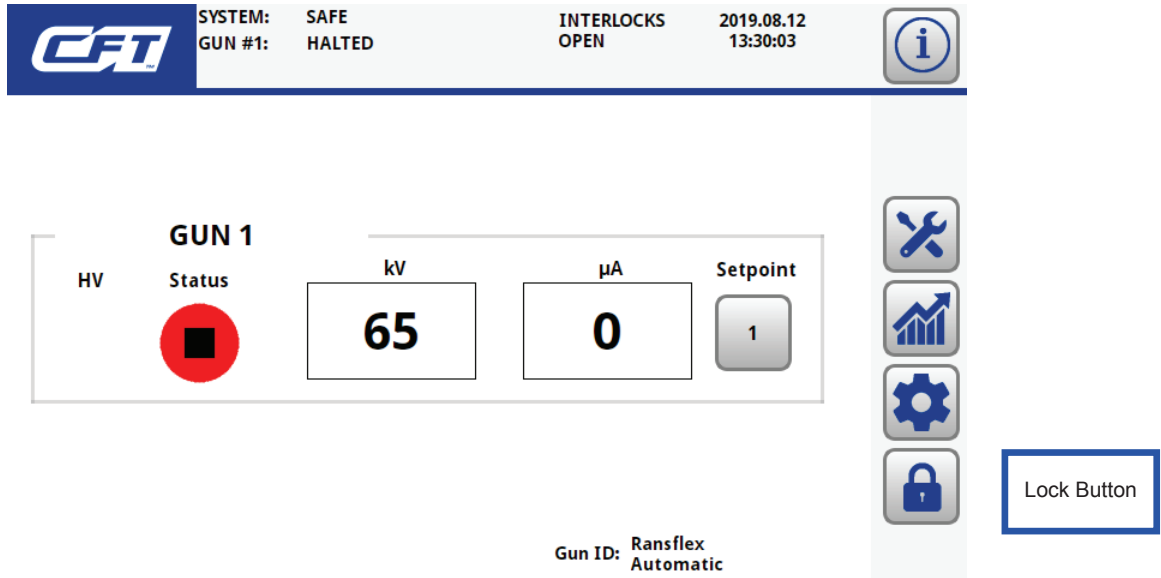 CFT™
SYSTEM: SAFE
GUN #1: HALTED
INTERLOCKS
OPEN
2019.08.12
13:30:03
i
GUN 1
HV
Status
kV
µA
Setpoint
65
0
1
Lock Button
Gun ID: Ransflex
Automatic